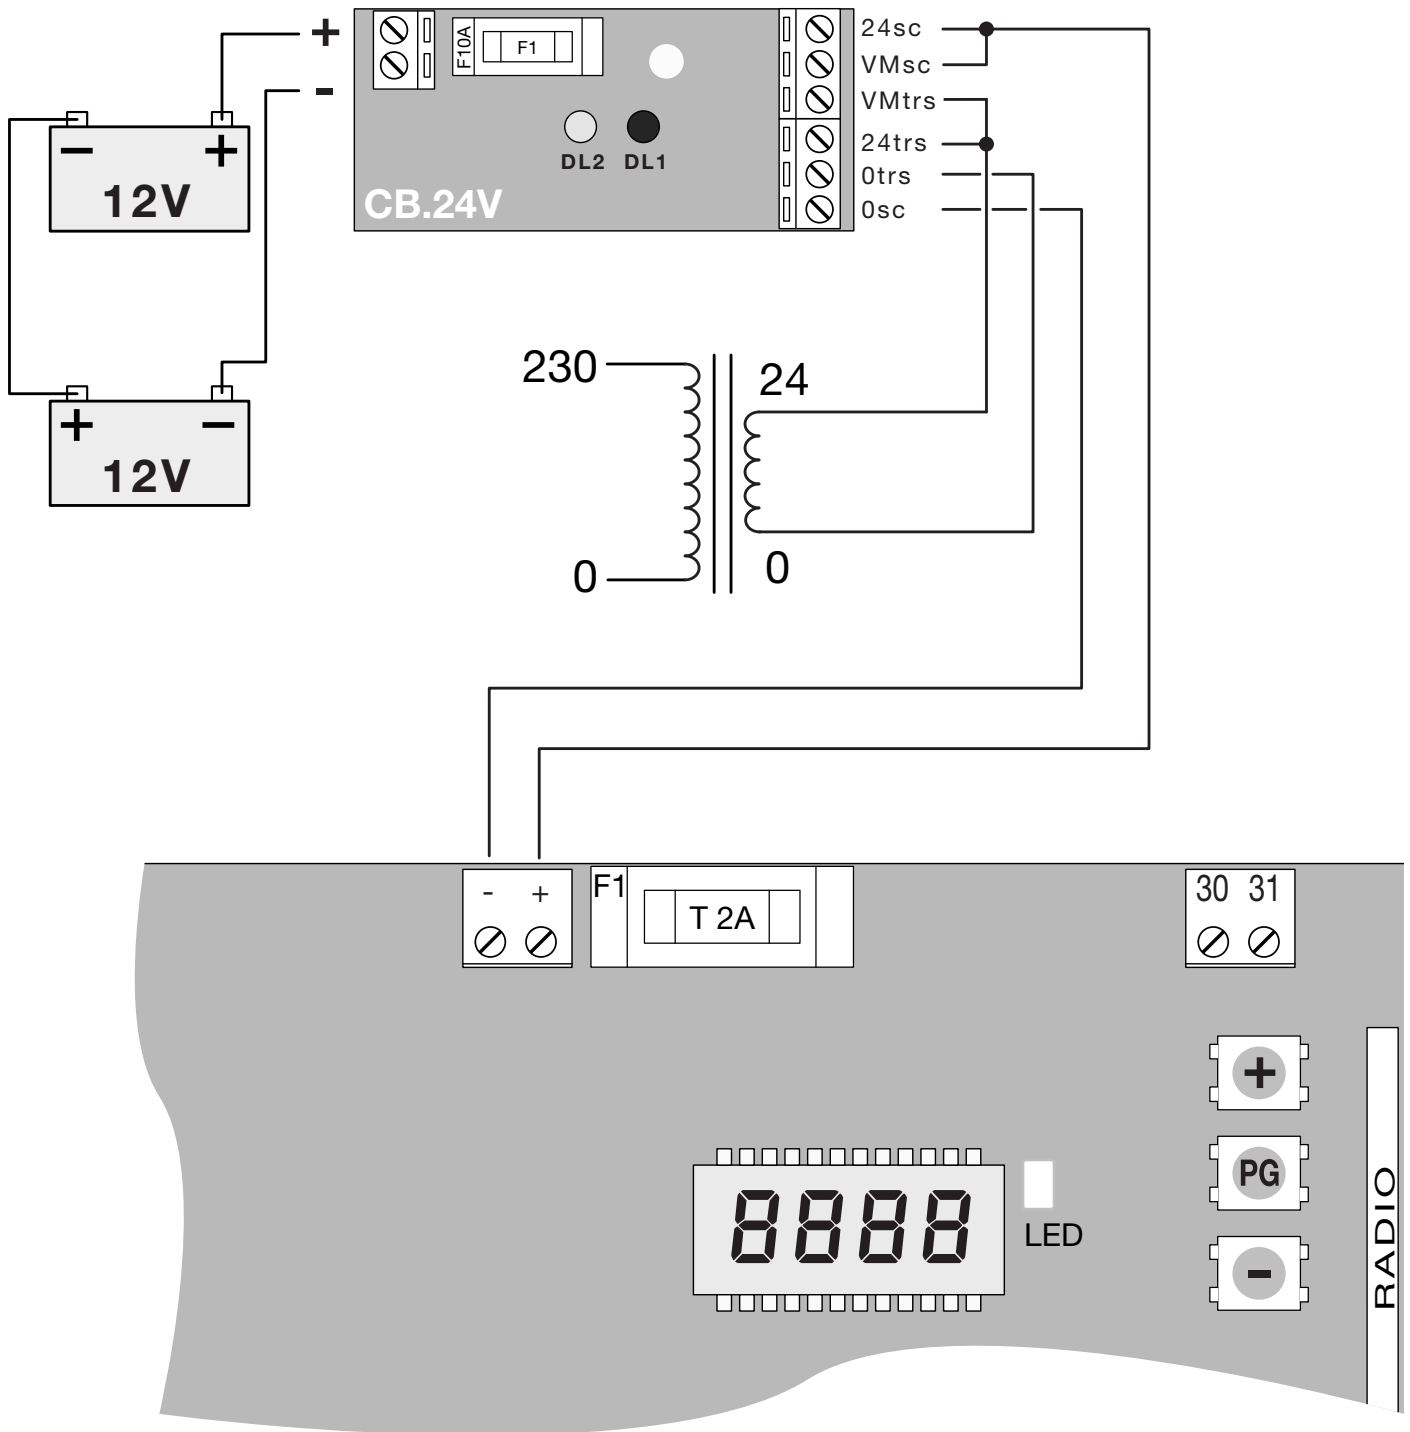 +
-
F10A
F1
24sc
VMsc
VMtrs
24trs
0trs
0sc
DL2 DL1
CB.24V
− +
12V
+ −
12V
230
24
0
0
- +
F1
T 2A
30 31
+
PG
-
8888
LED
RADIO